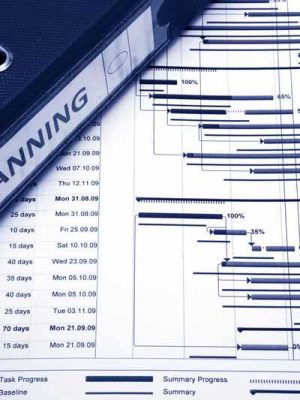 ANNING
100%
65%
08.09.09
Mon 21.09.09
Thu 12.11.09
days Mon 31.08.09
25 days Mon 31.08.09 100%
10 days Fri 25.09.09 35%
15 days Sat 10.10.09
40 days Wed 23.09.09
35 days Mon 05.10.09
40 days Mon 05.10.09
25 days Tue 03.11.09
70 days Mon 21.09.09
15 days Mon 21.09.09 0%
Task Progress Summary Progress
Baseline Milestone